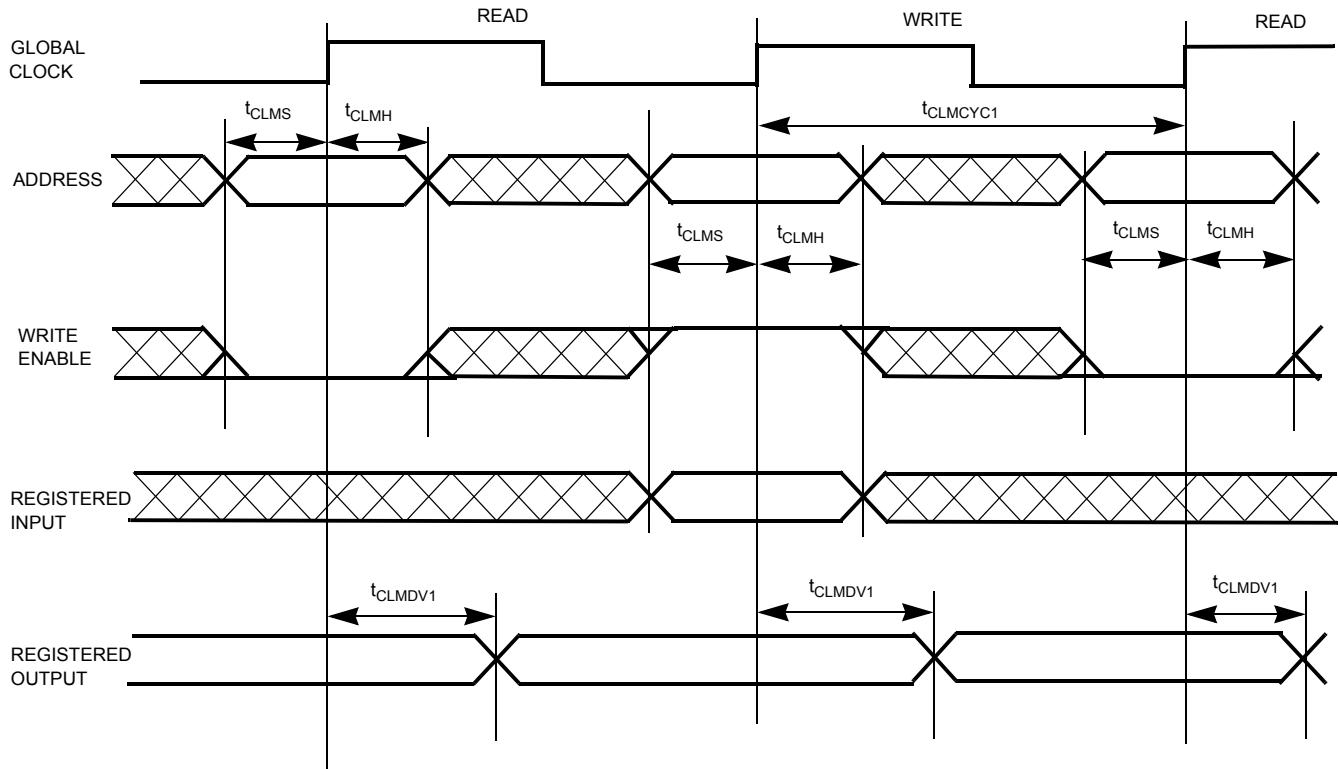 READ
WRITE
READ
GLOBAL
CLOCK
tCLMS
tCLMH
tCLMCYC1
ADDRESS
tCLMS
tCLMH
tCLMS
tCLMH
WRITE
ENABLE
REGISTERED
INPUT
tCLMDV1
tCLMDV1
tCLMDV1
REGISTERED
OUTPUT